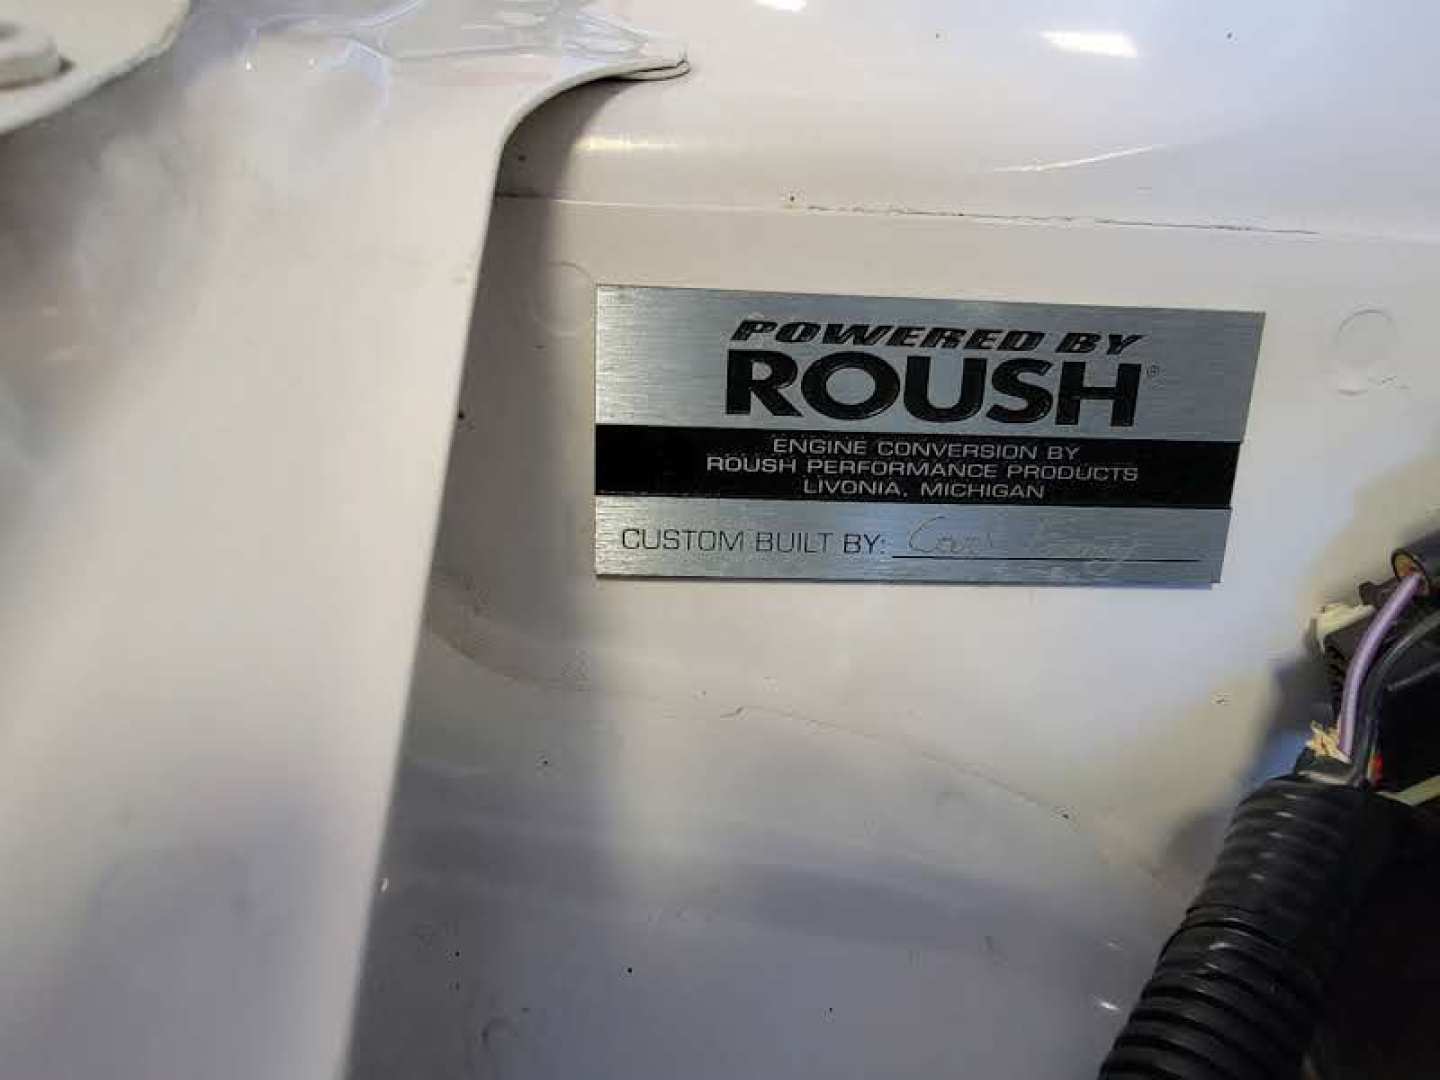 POWERED BY
ROUSH®
ENGINE CONVERSION BY
ROUSH PERFORMANCE PRODUCTS
LIVONIA, MICHIGAN
CUSTOM BUILT BY: